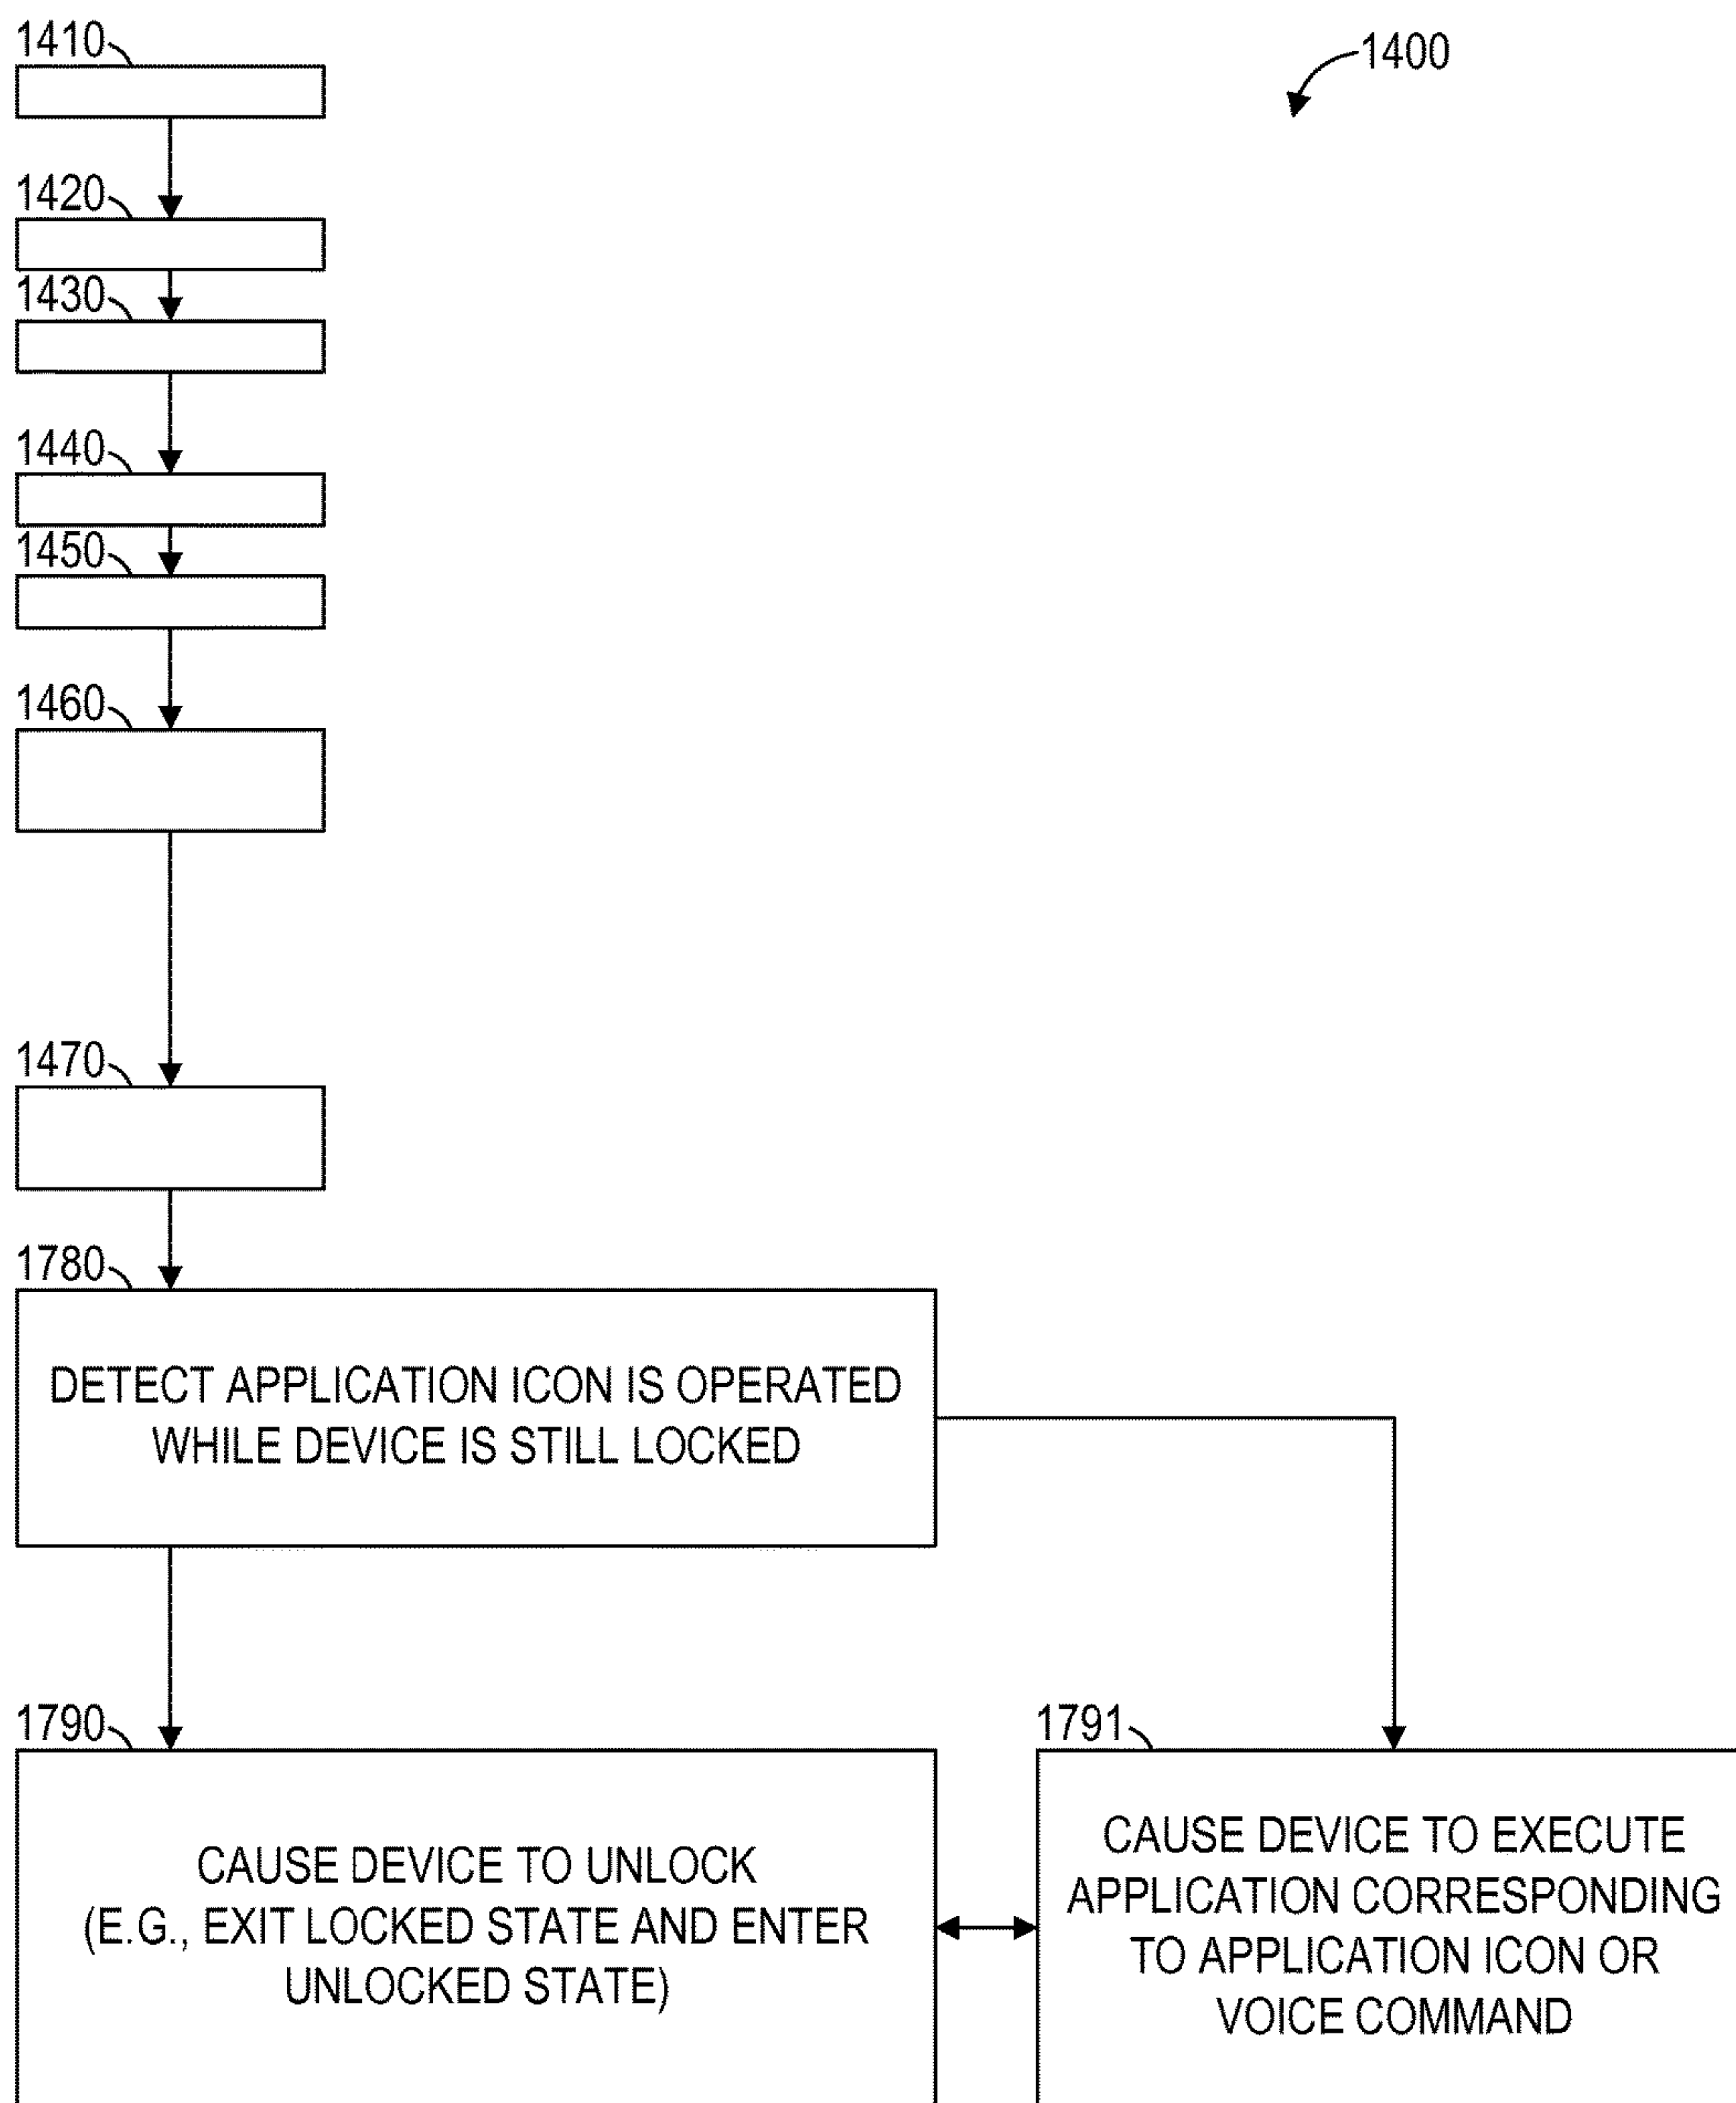 1410
1400
1420
1430
1440
1450
1460
1470
1780
DETECT APPLICATION ICON IS OPERATED
WHILE DEVICE IS STILL LOCKED
1790
CAUSE DEVICE TO UNLOCK
(E.G., EXIT LOCKED STATE AND ENTER
UNLOCKED STATE)
1791
CAUSE DEVICE TO EXECUTE
APPLICATION CORRESPONDING
TO APPLICATION ICON OR
VOICE COMMAND